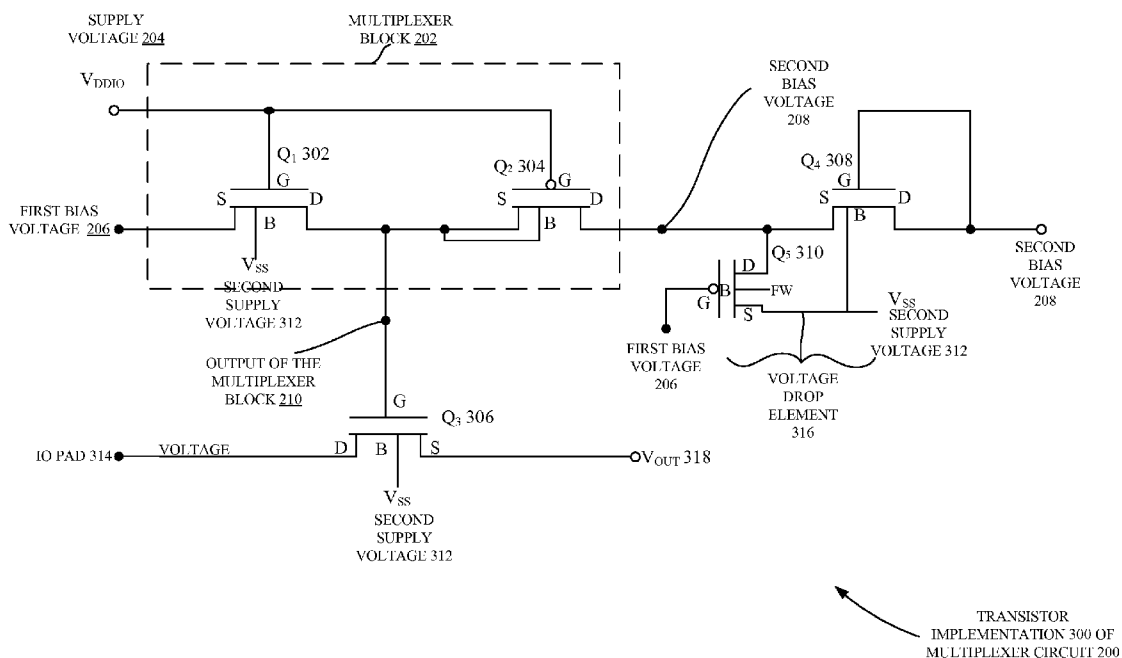 SUPPLY
VOLTAGE 204
MULTIPLEXER
BLOCK 202
VDDIO
Q1 302
G
S
D
B
VSS
SECOND
SUPPLY
VOLTAGE 312
FIRST BIAS
VOLTAGE 206
Q2 304
G
S
D
B
SECOND
BIAS
VOLTAGE
208
Q4 308
G
S
D
B
SECOND
BIAS
VOLTAGE
208
Q5 310
D
B
FW
G
S
FIRST BIAS
VOLTAGE
206
VSS
SECOND
SUPPLY
VOLTAGE 312
VOLTAGE
DROP
ELEMENT
316
OUTPUT OF THE
MULTIPLEXER
BLOCK 210
G
Q3 306
IO PAD 314
VOLTAGE
D
B
S
VOUT 318
VSS
SECOND
SUPPLY
VOLTAGE 312
TRANSISTOR
IMPLEMENTATION 300 OF
MULTIPLEXER CIRCUIT 200